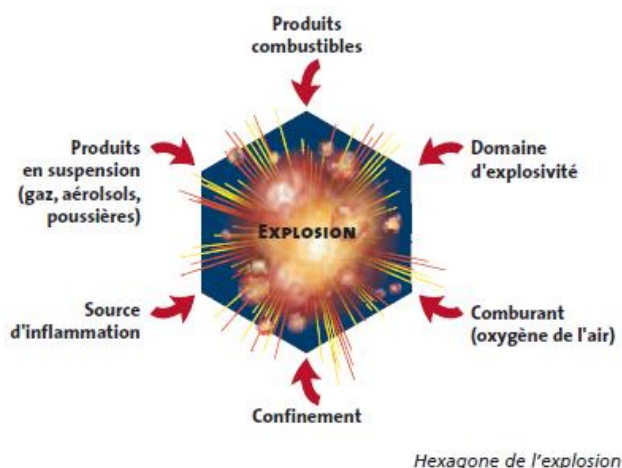 Produits
combustibles
Produits
en suspension
(gaz, aérolsols,
poussières)
Domaine
d'explosivité
EXPLOSION
Source
d'inflammation
Comburant
(oxygène de l'air)
Confinement
Hexagone de l'explosion